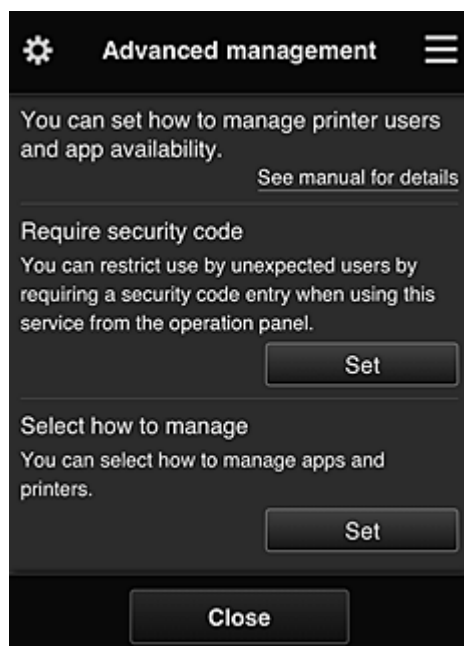 Advanced management
You can set how to manage printer users
and app availability.
See manual for details
Require security code
You can restrict use by unexpected users by
requiring a security code entry when using this
service from the operation panel.
Set
Select how to manage
You can select how to manage apps and
printers.
Set
Close